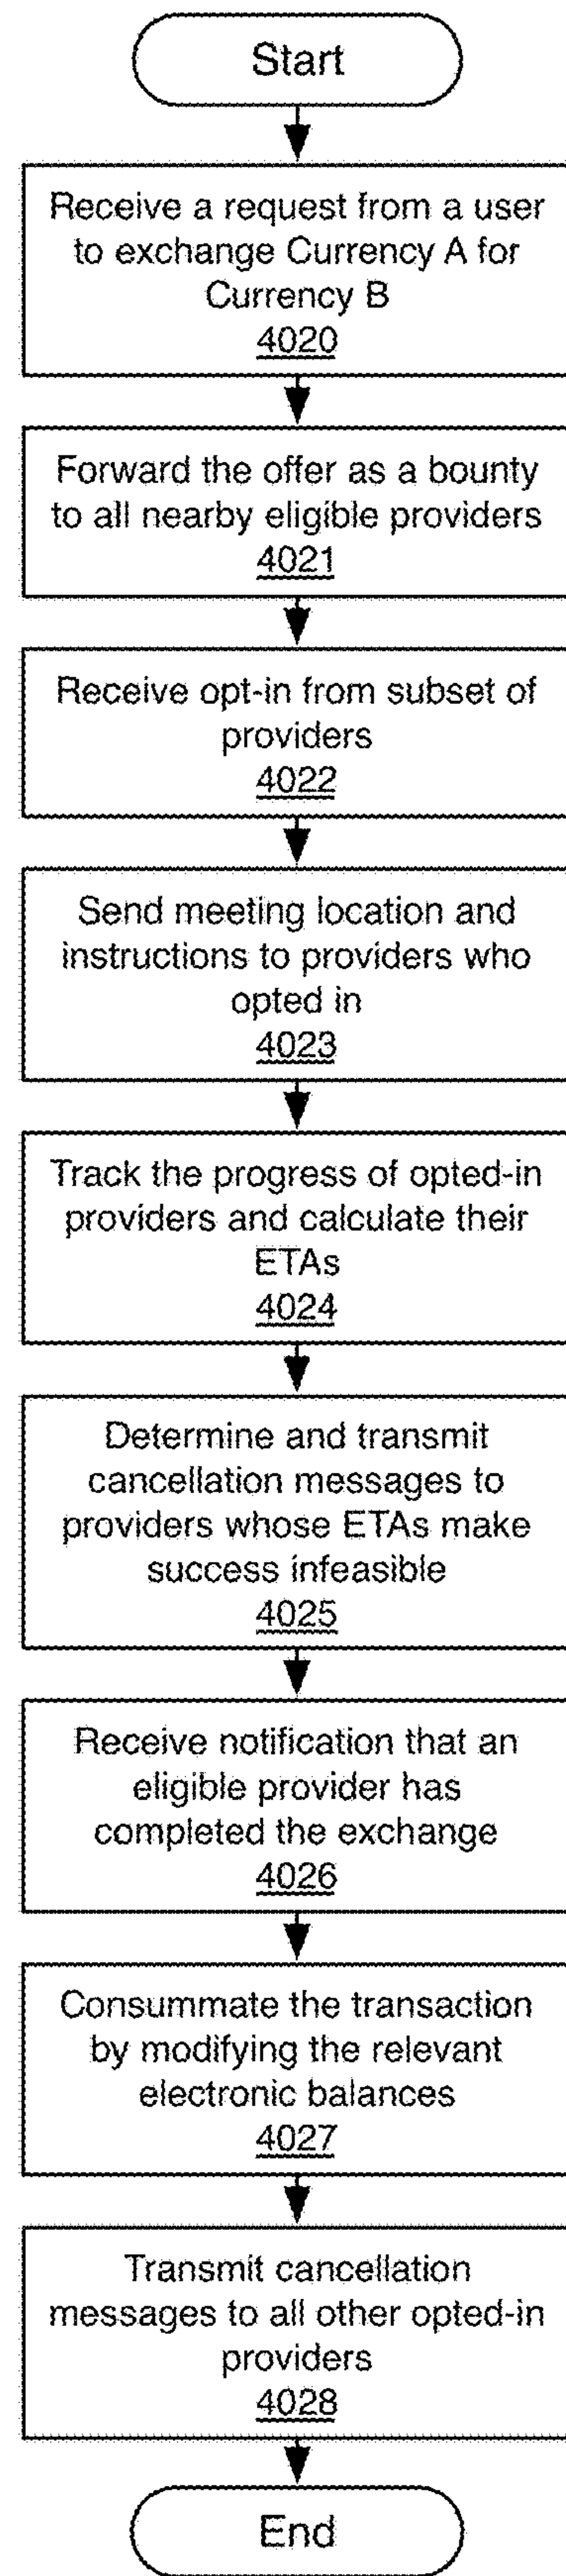 Start
Receive a request from a user
to exchange Currency A for
Currency B
4020
Forward the offer as a bounty
to all nearby eligible providers
4021
Receive opt-in from subset of
providers
4022
Send meeting location and
instructions to providers who
opted in
4023
Track the progress of opted-in
providers and calculate their
ETAs
4024
Determine and transmit
cancellation messages to
providers whose ETAs make
success infeasible
4025
Receive notification that an
eligible provider has
completed the exchange
4026
Consummate the transaction
by modifying the relevant
electronic balances
4027
Transmit cancellation
messages to all other opted-in
providers
4028
End